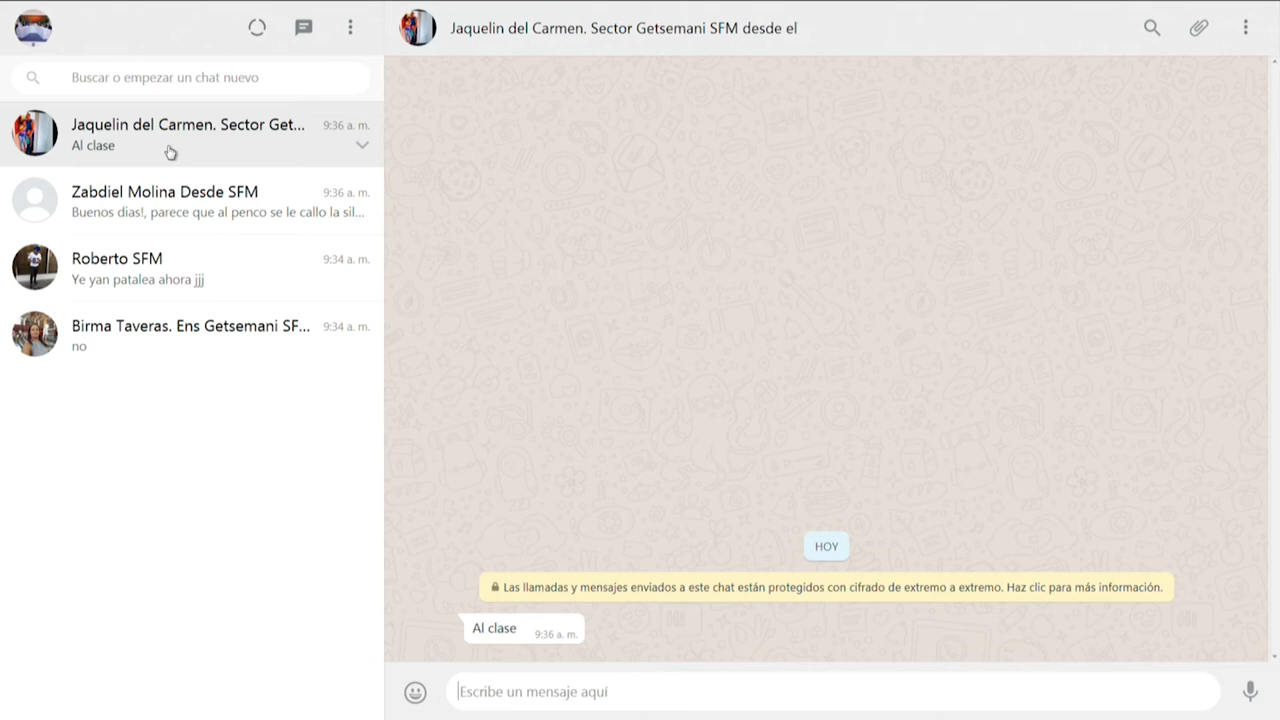 Jaquelin del Carmen. Sector Getsemani SFM desde el
Buscar o empezar un chat nuevo
Jaquelin del Carmen. Sector Get... 9:36 a. m.
Al clase
Zabdiel Molina Desde SFM 9:36 a. m.
Buenos dias!, parece que al penco se le callo la sil...
Roberto SFM 9:34 a. m.
Ye yan patalea ahora jjj
Birma Taveras. Ens Getsemani SF... 9:34 a. m.
no
HOY
Las llamadas y mensajes enviados a este chat están protegidos con cifrado de extremo a extremo. Haz clic para más información.
Al clase 9:36 a. m.
Escribe un mensaje aquí